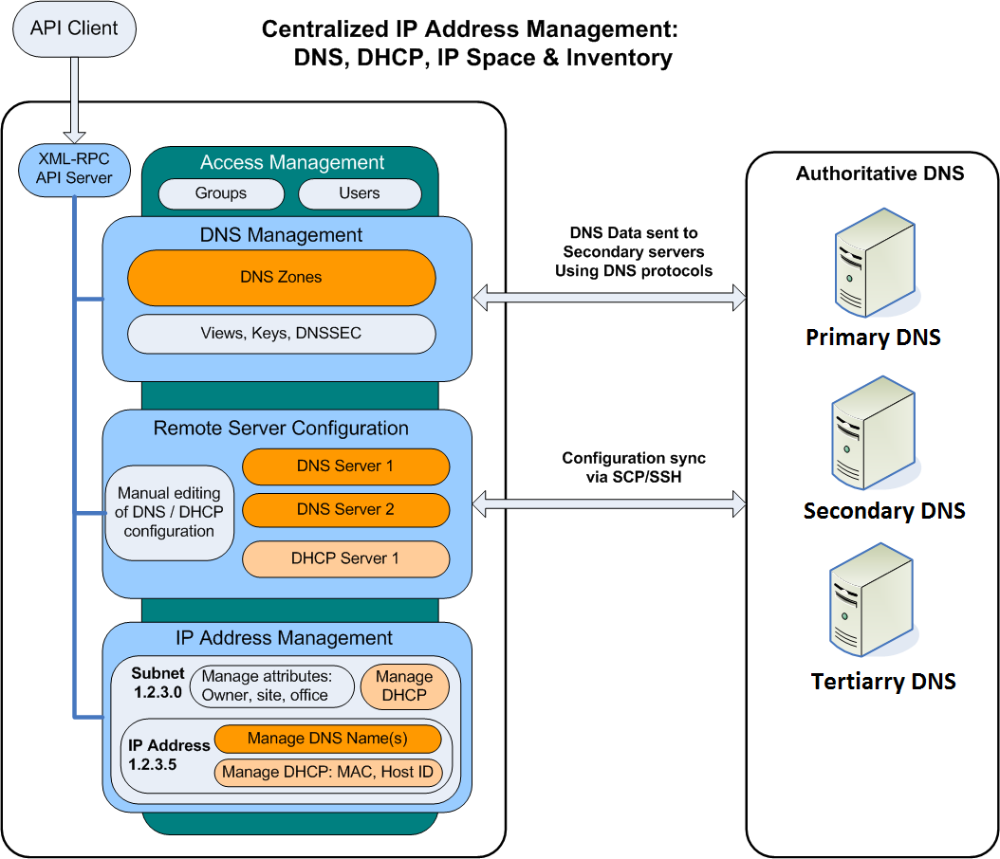 API Client
Centralized IP Address Management:
DNS, DHCP, IP Space & Inventory
XML-RPC
API Server
Access Management
Groups
Users
DNS Management
DNS Zones
Views, Keys, DNSSEC
Remote Server Configuration
Manual editing
of DNS / DHCP
configuration
DNS Server 1
DNS Server 2
DHCP Server 1
IP Address Management
Subnet
1.2.3.0
Manage attributes:
Owner, site, office
Manage
DHCP
IP Address
1.2.3.5
Manage DNS Name(s)
Manage DHCP: MAC, Host ID
DNS Data sent to
Secondary servers
Using DNS protocols
Configuration sync
via SCP/SSH
Authoritative DNS
Primary DNS
Secondary DNS
Tertiarry DNS